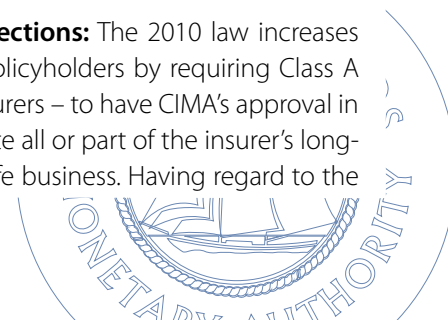 ections: The 2010 law increases
olicyholders by requiring Class A
urers – to have CIMA’s approval in
te all or part of the insurer’s long-
fe business. Having regard to the
ONETARY AUTHORITY S